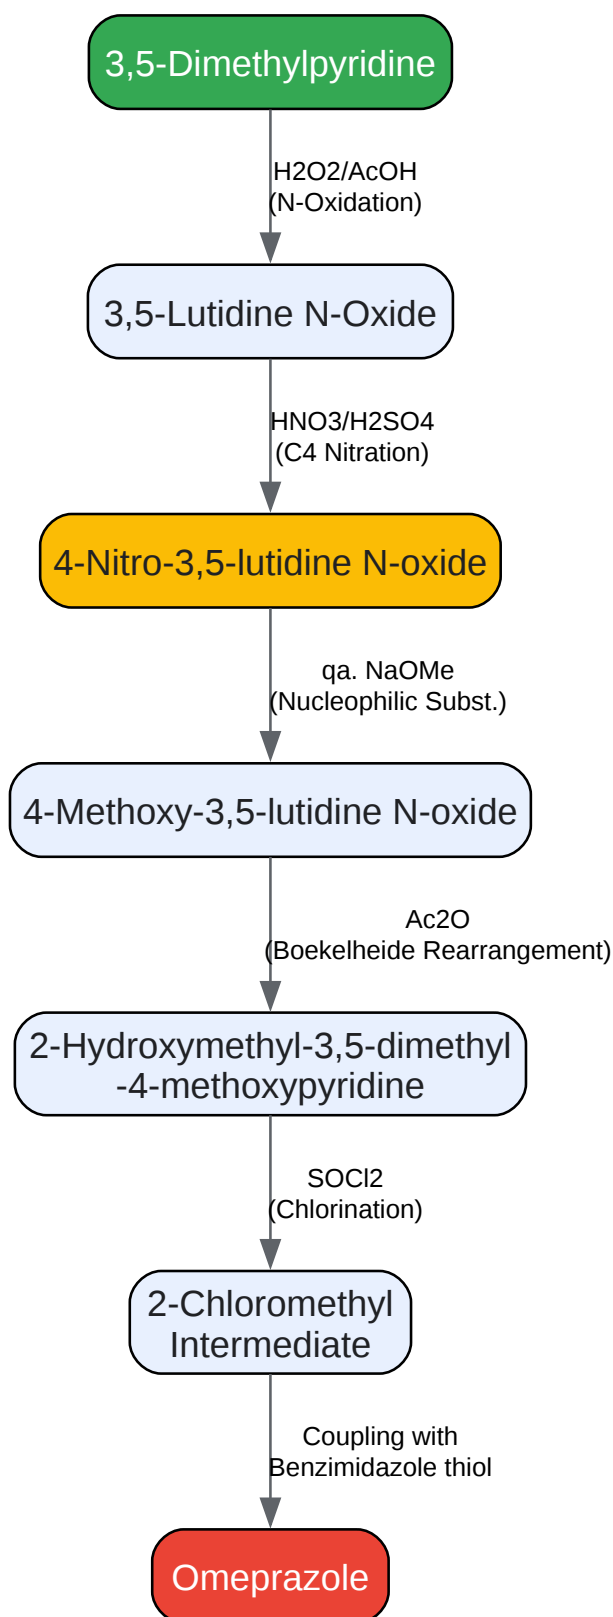 3,5-Dimethylpyridine
H2O2/AcOH
(N-Oxidation)
3,5-Lutidine N-Oxide
HNO3/H2SO4
(C4 Nitration)
4-Nitro-3,5-lutidine N-oxide
qa. NaOMe
(Nucleophilic Subst.)
4-Methoxy-3,5-lutidine N-oxide
Ac2O
(Boekelheide Rearrangement)
2-Hydroxymethyl-3,5-dimethyl
-4-methoxypyridine
SOCl2
(Chlorination)
2-Chloromethyl
Intermediate
Coupling with
Benzimidazole thiol
Omeprazole